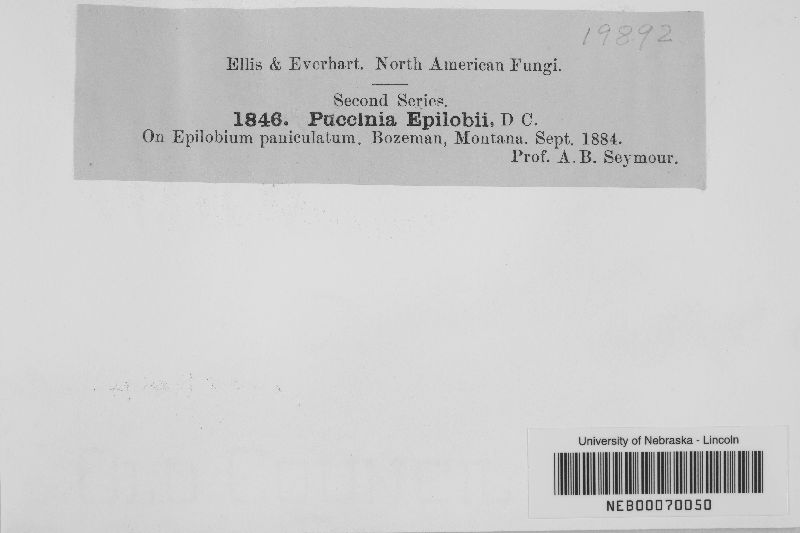 19892
Ellis & Everhart. North American Fungi.
Second Series.
1846. Puccinia Epilobii, D C.
On Epilobium paniculatum. Bozeman, Montana. Sept. 1884.
Prof. A. B. Seymour.
University of Nebraska - Lincoln
NEB00070050